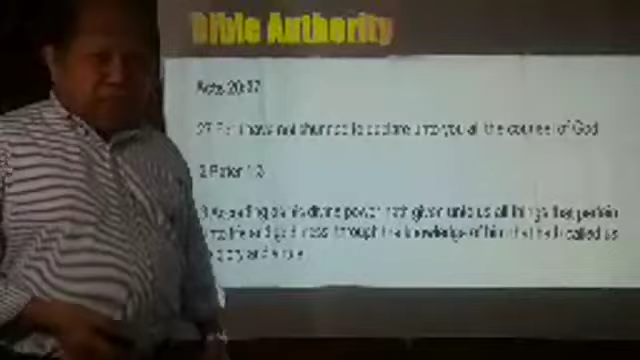 Bible Authority
Acts 20:27
27 For I have not shunned to declare unto you all the counsel of God
2 Peter 1:3
3 According as his divine power hath given unto us all things that pertain
unto life and godliness, through the knowledge of him that hath called us
to glory and virtue